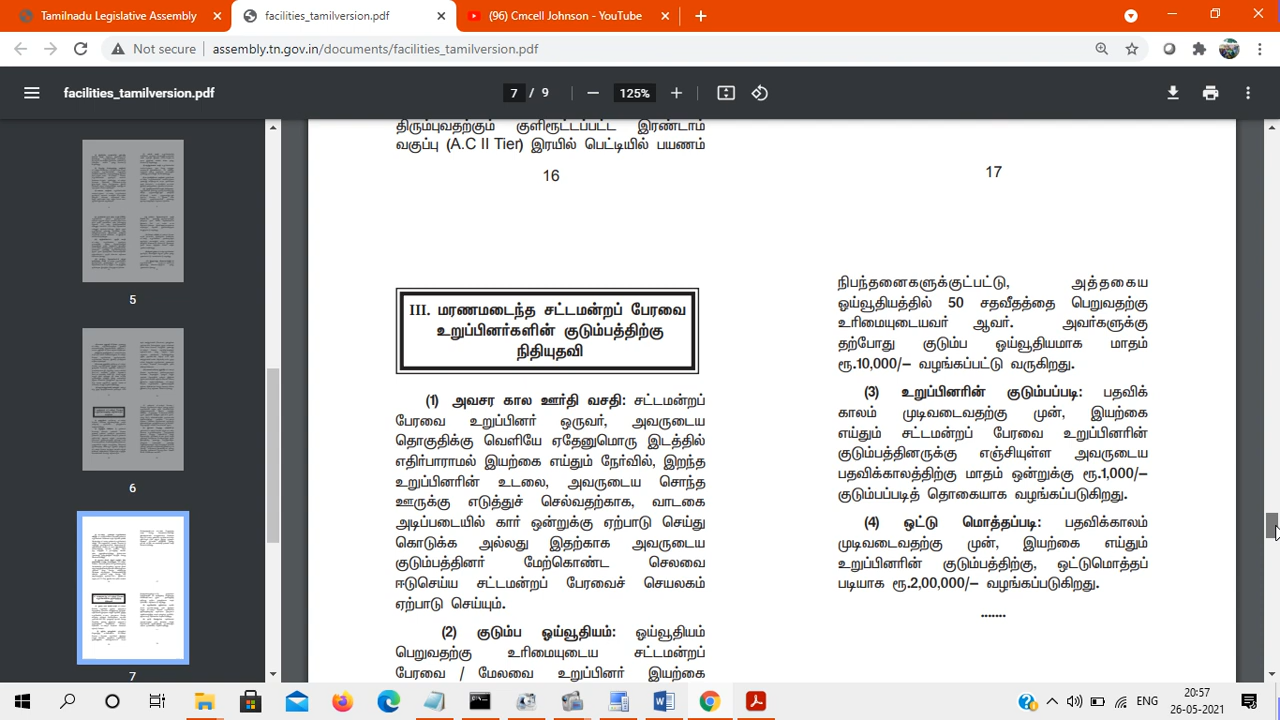 Tamilnadu Legislative Assembly
facilities_tamilversion.pdf
(96) Cmcell Johnson - YouTube
Not secure
assembly.tn.gov.in/documents/facilities_tamilversion.pdf
facilities_tamilversion.pdf
7 / 9
125%
5
6
7
திரும்புவதற்கும் குளிரூட்டப்பட்ட இரண்டாம்
வகுப்பு (A.C II Tier) இரயில் பெட்டியில் பயணம்
16
17
III. மரணமடைந்த சட்டமன்றப் பேரவை
உறுப்பினர்களின் குடும்பத்திற்கு
நிதியுதவி
(1) அவசர கால ஊர்தி வசதி: சட்டமன்றப்
பேரவை உறுப்பினர் ஒருவர், அவருடைய
தொகுதிக்கு வெளியே ஏதேனுமொரு இடத்தில்
எதிர்பாராமல் இயற்கை எய்தும் நேர்வில், இறந்த
உறுப்பினரின் உடலை, அவருடைய சொந்த
ஊருக்கு எடுத்துச் செல்வதற்காக, வாடகை
அடிப்படையில் கார் ஒன்றுக்கு ஏற்பாடு செய்து
கொடுக்க அல்லது இதற்காக அவருடைய
குடும்பத்தினர் மேற்கொண்ட செலவை
ஈடுசெய்ய சட்டமன்றப் பேரவைச் செயலகம்
ஏற்பாடு செய்யும்.
(2) குடும்ப ஓய்வூதியம்: ஓய்வூதியம்
பெறுவதற்கு உரிமையுடைய சட்டமன்றப்
பேரவை / மேலவை உறுப்பினர் இயற்கை
நிபந்தனைகளுக்குட்பட்டு, அத்தகைய
ஓய்வூதியத்தில் 50 சதவீதத்தை பெறுவதற்கு
உரிமையுடையவர் ஆவர். அவர்களுக்கு
தற்போது குடும்ப ஓய்வூதியமாக மாதம்
ரூ.10,000/– வழங்கப்பட்டு வருகிறது.
(3) உறுப்பினரின் குடும்பப்படி: பதவிக்
காலம் முடிவடைவதற்கு முன், இயற்கை
எய்தும் சட்டமன்றப் பேரவை உறுப்பினரின்
குடும்பத்தினருக்கு எஞ்சியுள்ள அவருடைய
பதவிக்காலத்திற்கு மாதம் ஒன்றுக்கு ரூ.1,000/–
குடும்பப்படித் தொகையாக வழங்கப்படுகிறது.
(4) ஒட்டு மொத்தப்படி: பதவிக்காலம்
முடிவடைவதற்கு முன், இயற்கை எய்தும்
உறுப்பினரின் குடும்பத்திற்கு, ஒட்டுமொத்தப்
படியாக ரூ.2,00,000/– வழங்கப்படுகிறது.
.......
ENG
20:57
26-05-2021